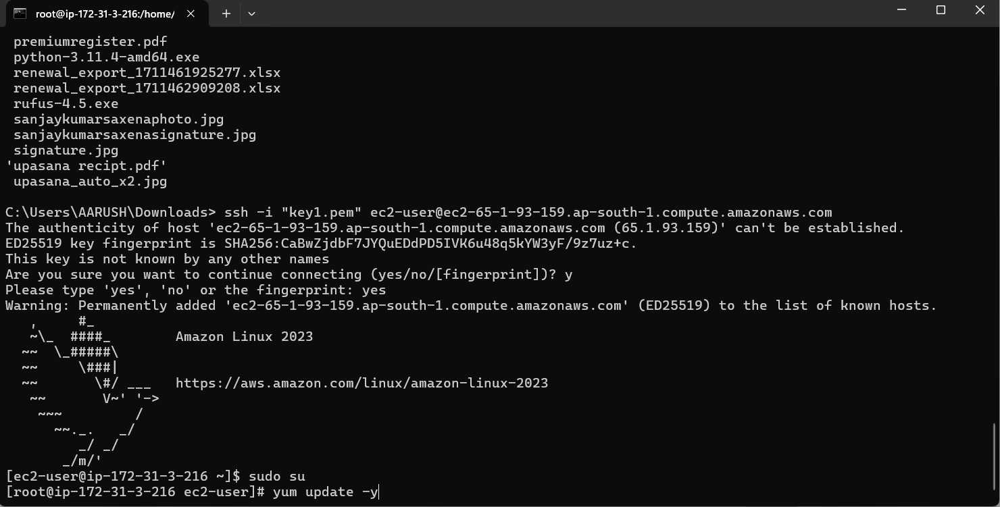 root@ip-172-31-3-216:/home/
premiumregister.pdf
python-3.11.4-amd64.exe
renewal_export_1711461925277.xlsx
renewal_export_1711462909208.xlsx
rufus-4.5.exe
sanjaykumarsaxenaphoto.jpg
sanjaykumarsaxenasignature.jpg
signature.jpg
'upasana recipt.pdf'
upasana_auto_x2.jpg
C:\Users\AARUSH\Downloads> ssh -i "key1.pem" ec2-user@ec2-65-1-93-159.ap-south-1.compute.amazonaws.com
The authenticity of host 'ec2-65-1-93-159.ap-south-1.compute.amazonaws.com (65.1.93.159)' can't be established.
ED25519 key fingerprint is SHA256:CaBwZjdbF7JYQuEDdPD5IVK6u48q5kYW3yF/9z7uz+c.
This key is not known by any other names
Are you sure you want to continue connecting (yes/no/[fingerprint])? y
Please type 'yes', 'no' or the fingerprint: yes
Warning: Permanently added 'ec2-65-1-93-159.ap-south-1.compute.amazonaws.com' (ED25519) to the list of known hosts.
   ,     #_
   ~\_  ####_        Amazon Linux 2023
  ~~  \_#####\
  ~~     \###|
  ~~       \#/ ___   https://aws.amazon.com/linux/amazon-linux-2023
   ~~       V~' '->
    ~~~         /
      ~~._.   _/
         _/ _/
       _/m/'
[ec2-user@ip-172-31-3-216 ~]$ sudo su
[root@ip-172-31-3-216 ec2-user]# yum update -y